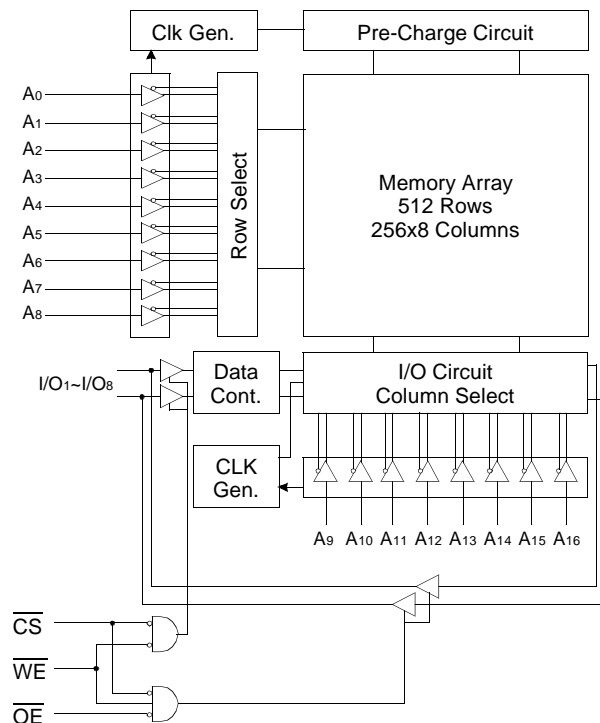 Clk Gen.
Pre-Charge Circuit
A0
A1
A2
A3
A4
A5
A6
A7
A8
Row Select
Memory Array
512 Rows
256x8 Columns
I/O1~I/O8
Data
Cont.
I/O Circuit
Column Select
CLK
Gen.
A9 A10 A11 A12 A13 A14 A15 A16
CS
WE
OE